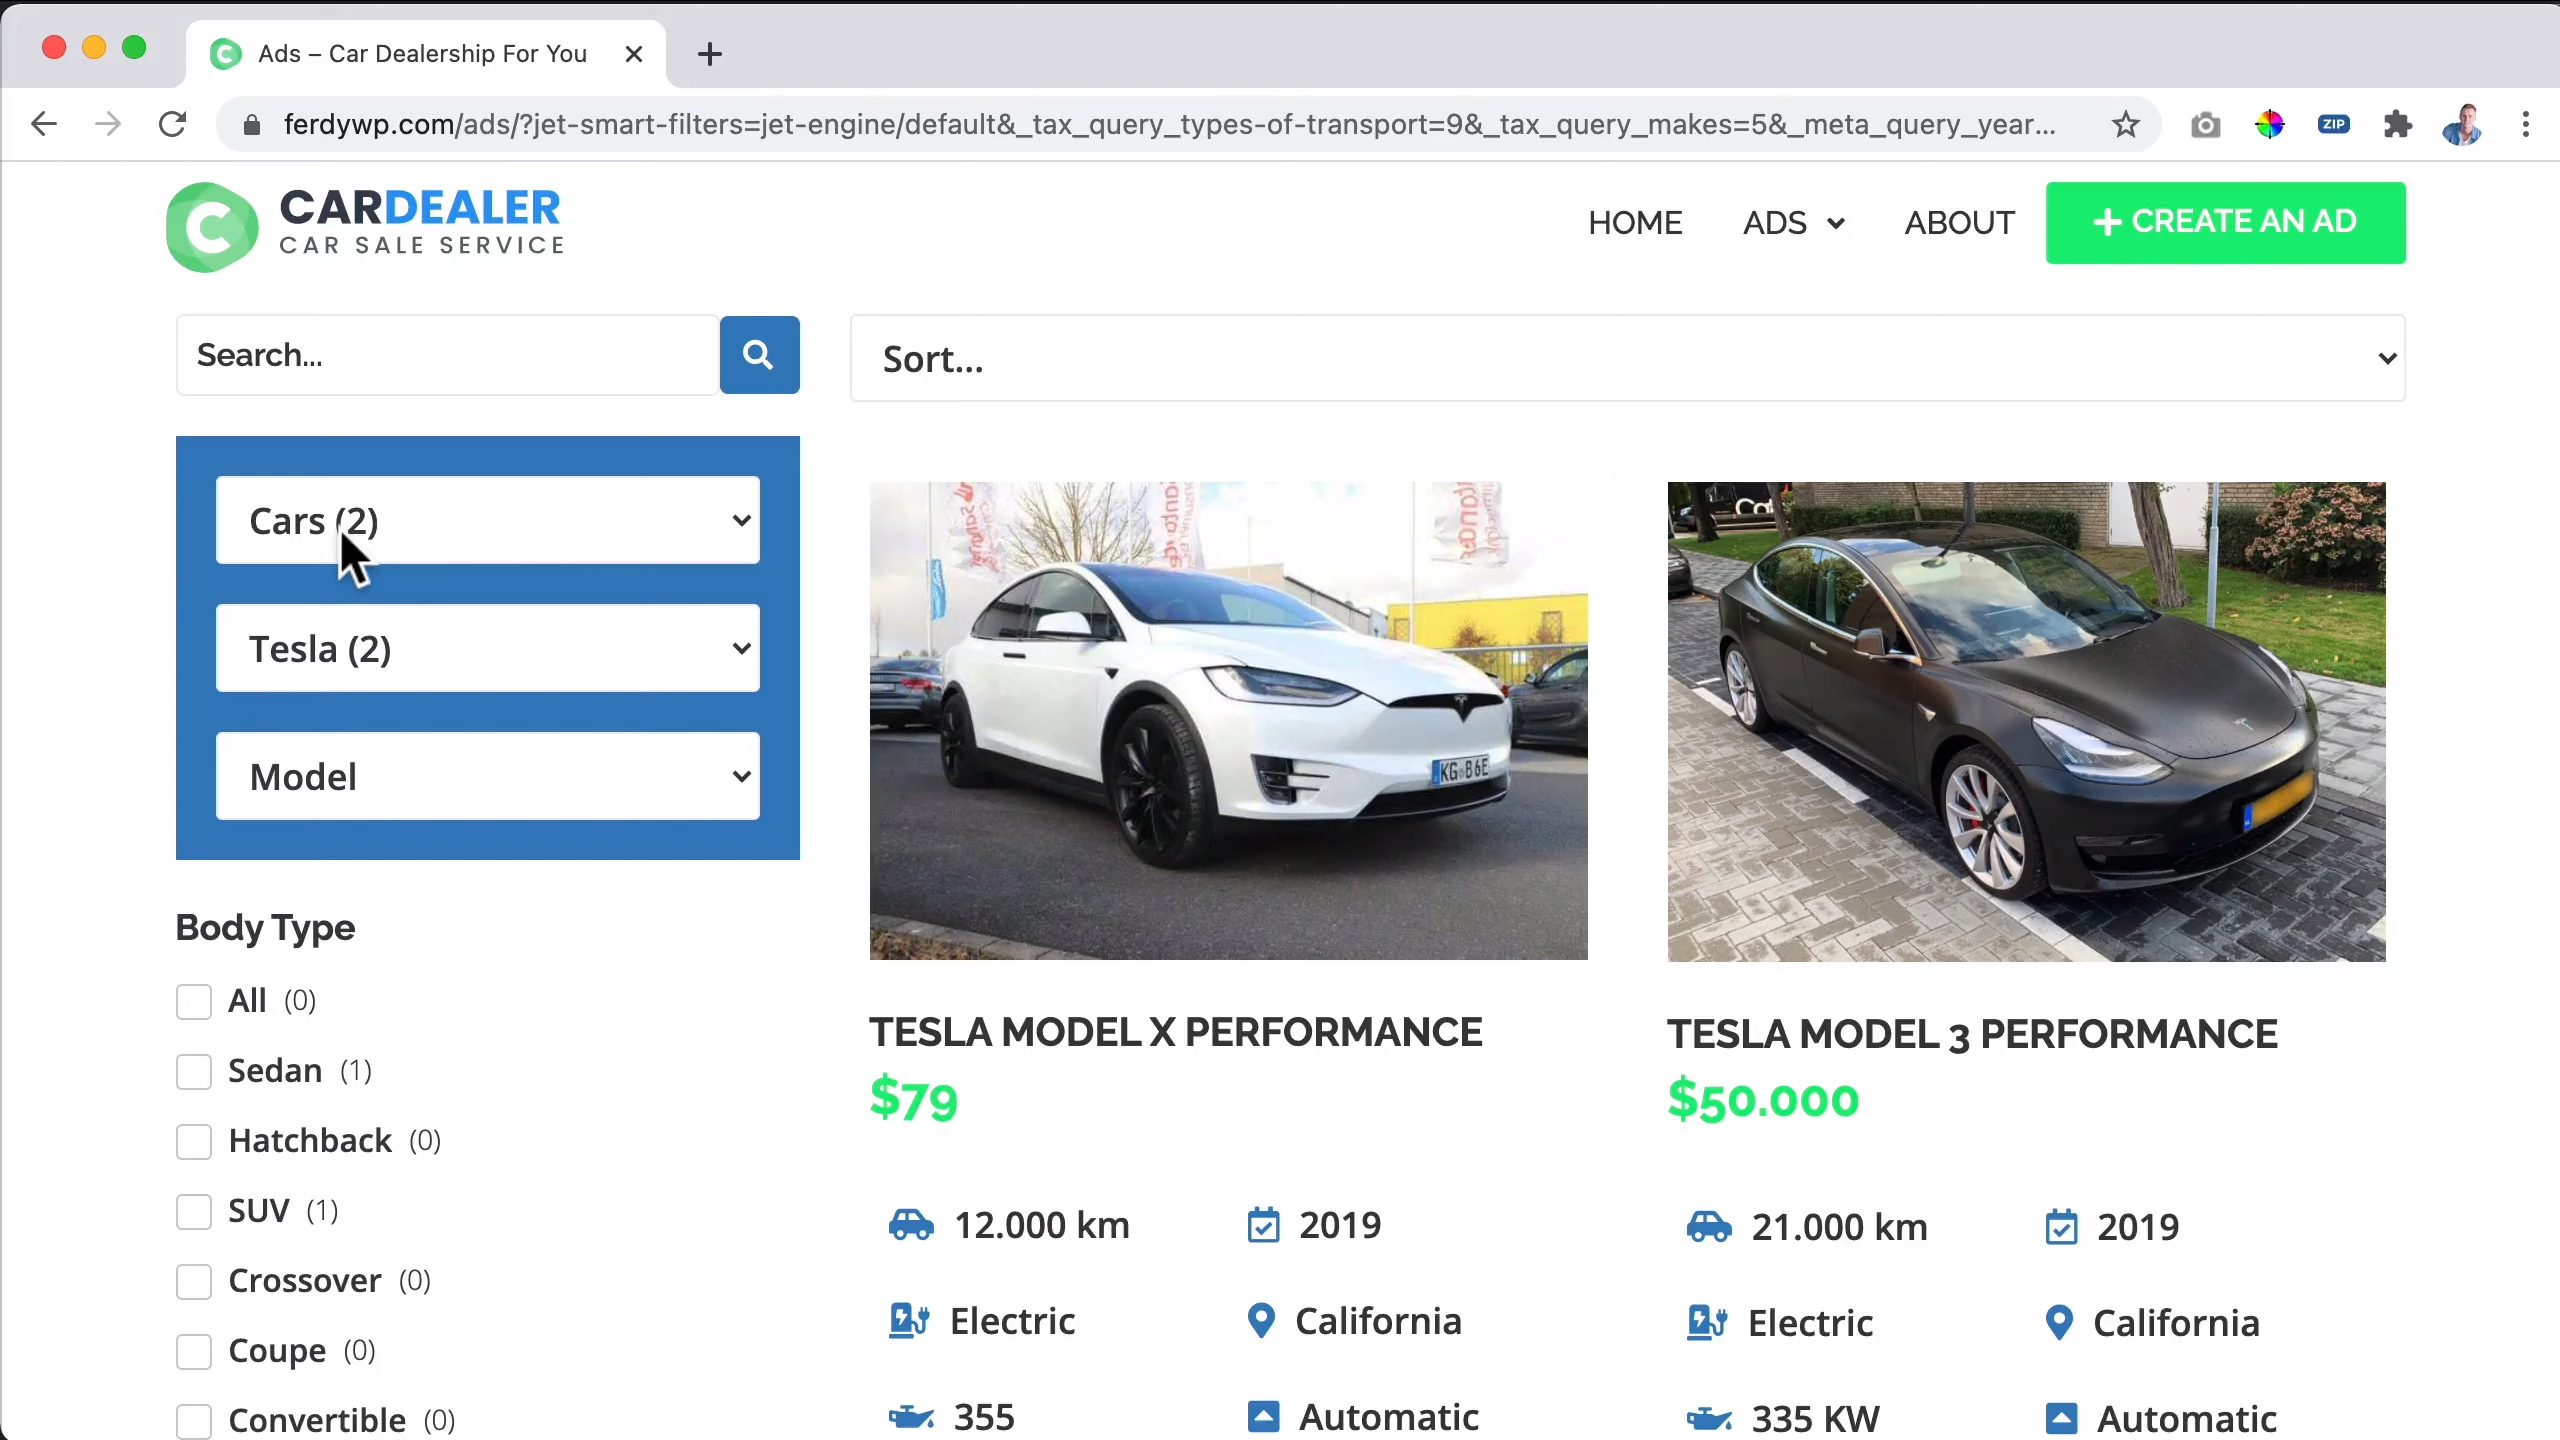 Ads – Car Dealership For You
ferdywp.com/ads/?jet-smart-filters=jet-engine/default&_tax_query_types-of-transport=9&_tax_query_makes=5&_meta_query_year...
ZIP
CARDEALER
CAR SALE SERVICE
HOME
ADS
ABOUT
CREATE AN AD
Search...
Sort...
Cars (2)
Tesla (2)
Model
Body Type
All (0)
Sedan (1)
Hatchback (0)
SUV (1)
Crossover (0)
Coupe (0)
Convertible (0)
KG B6E
TESLA MODEL X PERFORMANCE
$79
12.000 km
2019
Electric
California
355
Automatic
TESLA MODEL 3 PERFORMANCE
$50.000
21.000 km
2019
Electric
California
335 KW
Automatic